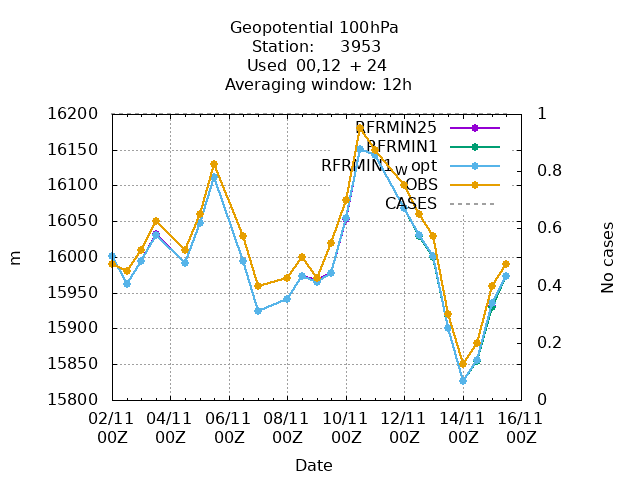 Geopotential 100hPa
Station: 3953
Used 00,12 + 24
Averaging window: 12h
16200
16150
16100
16050
16000
15950
15900
15850
15800
m
1
0.8
0.6
0.4
0.2
0
No cases
RFRMIN25
RFRMIN1
RFRMIN1_w opt
OBS
CASES
02/11 04/11 06/11 08/11 10/11 12/11 14/11 16/11
00Z 00Z 00Z 00Z 00Z 00Z 00Z 00Z
Date